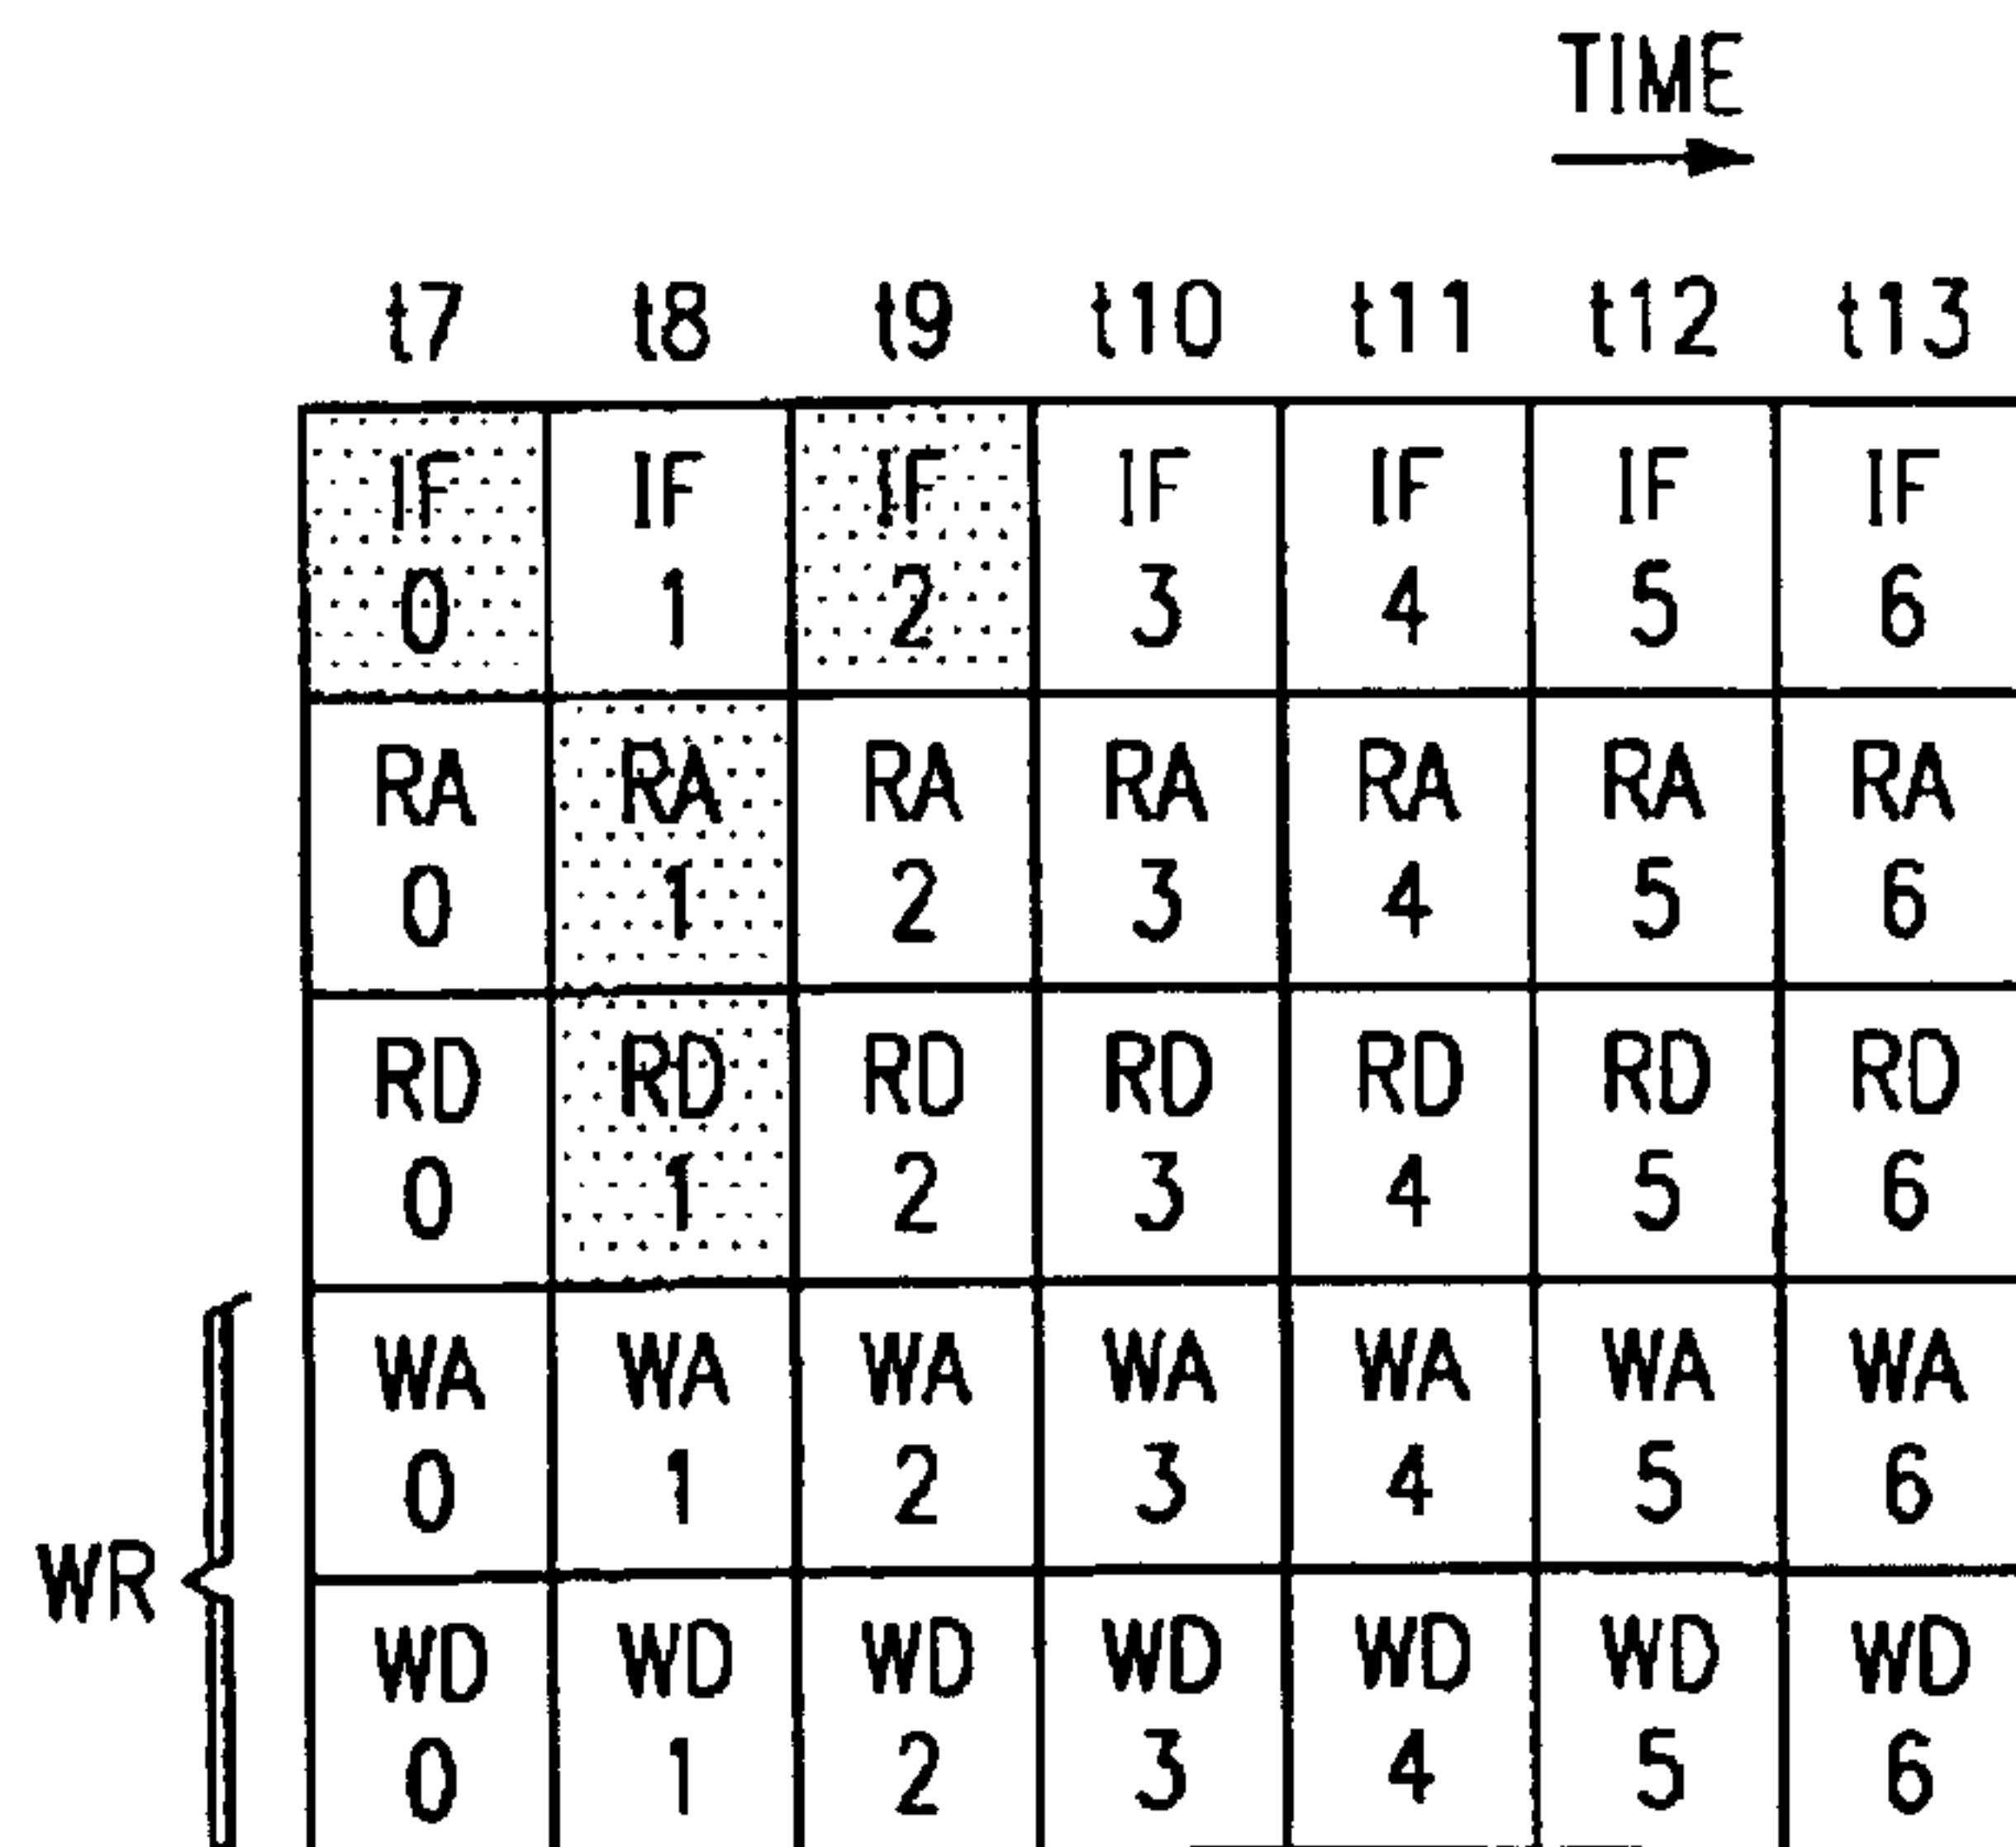 TIME
t7 t8 t9 t10 t11 t12 t13
IF IF IF IF IF IF IF
0 1 2 3 4 5 6
RA RA RA RA RA RA RA
0 1 2 3 4 5 6
RD RD RD RD RD RD RD
0 1 2 3 4 5 6
WA WA WA WA WA WA WA
0 1 2 3 4 5 6
WR
WD WD WD WD WD WD WD
0 1 2 3 4 5 6